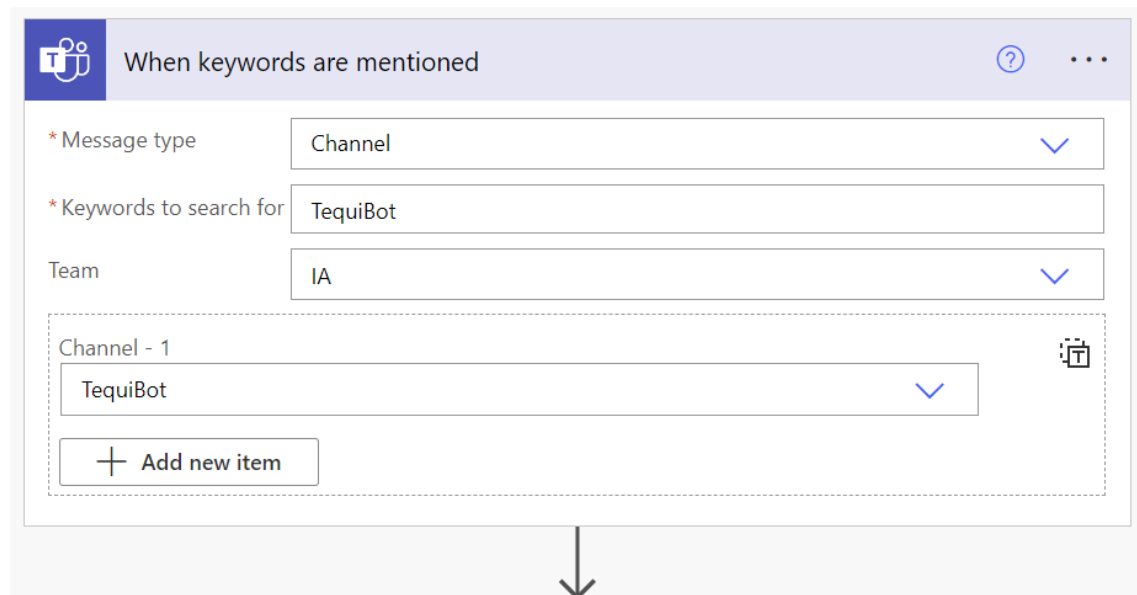 When keywords are mentioned
* Message type
Channel
* Keywords to search for
TequiBot
Team
IA
Channel - 1
TequiBot
Add new item